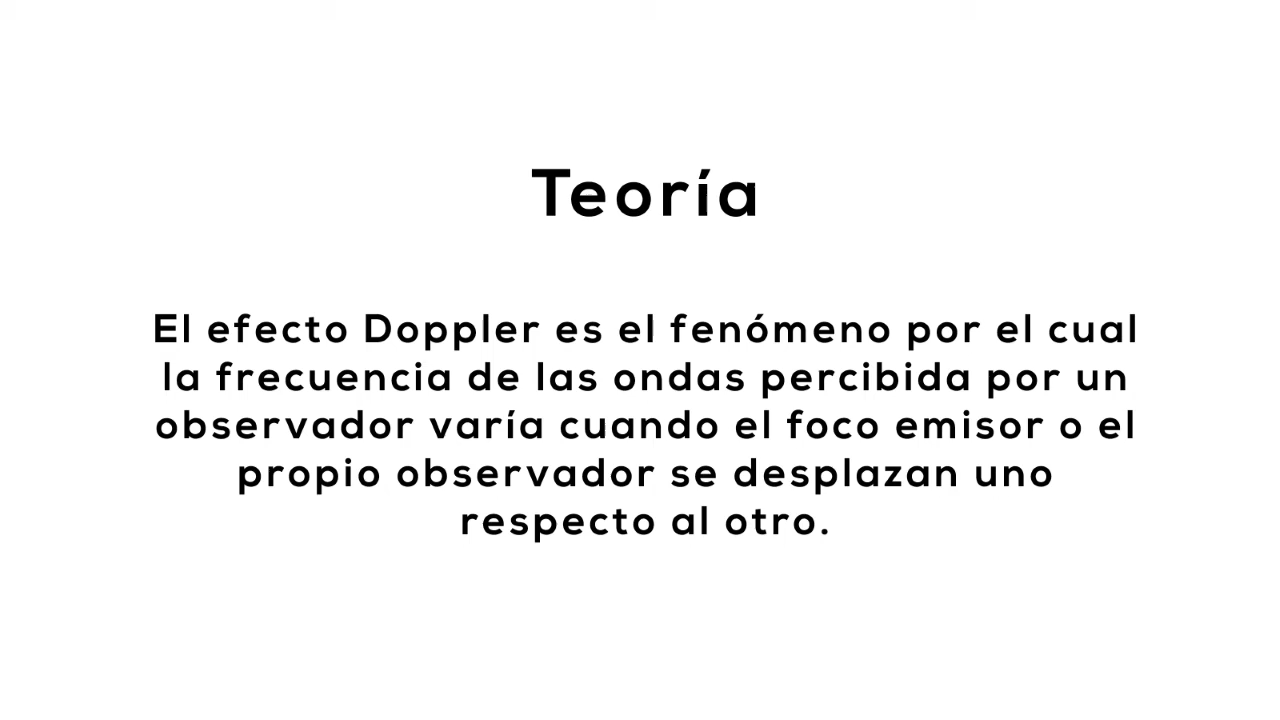 Teoría
El efecto Doppler es el fenómeno por el cual
la frecuencia de las ondas percibida por un
observador varía cuando el foco emisor o el
propio observador se desplazan uno
respecto al otro.